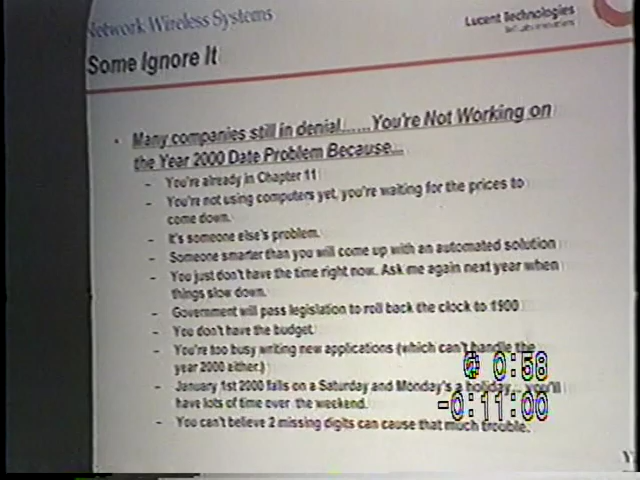 Network Wireless Systems
Lucent Technologies
Bell Labs Innovations
Some Ignore It
• Many companies still in denial......You're Not Working on
the Year 2000 Date Problem Because...
– You're already in Chapter 11
– You're not using computers yet, you're waiting for the prices to
come down.
– It's someone else's problem.
– Someone smarter than you will come up with an automated solution
– You just don't have the time right now. Ask me again next year when
things slow down.
– Government will pass legislation to roll back the clock to 1900
– You don't have the budget.
– You're too busy writing new applications (which can't handle the
year 2000 either.)
– January 1st 2000 falls on a Saturday and Monday's a holiday... you'll
have lots of time over the weekend.
– You can't believe 2 missing digits can cause that much trouble.
@ 0:58
-0:11:00